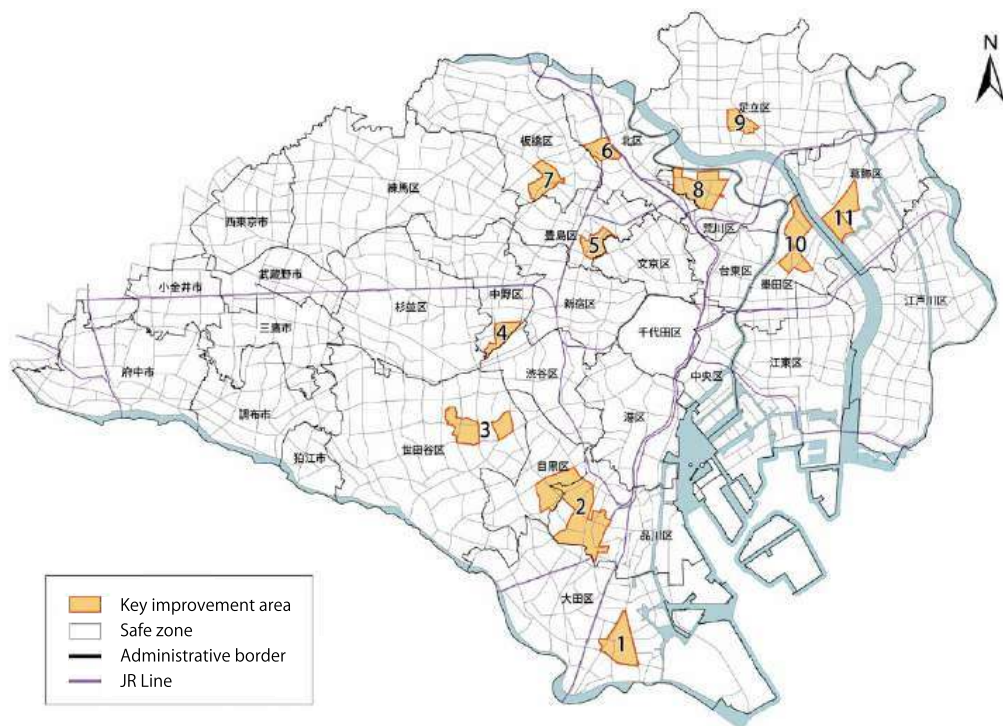 N
足立区
9
北区
板橋区
6
葛飾区
7
8
練馬区
11
西東京市
荒川区
豊島区
5
10
文京区
台東区
武蔵野市
墨田区
小金井市
中野区
新宿区
江戸川区
杉並区
三鷹市
4
千代田区
江東区
府中市
渋谷区
中央区
調布市
港区
3
世田谷区
狛江市
目黒区
2
品川区
大田区
1
Key improvement area
Safe zone
Administrative border
JR Line